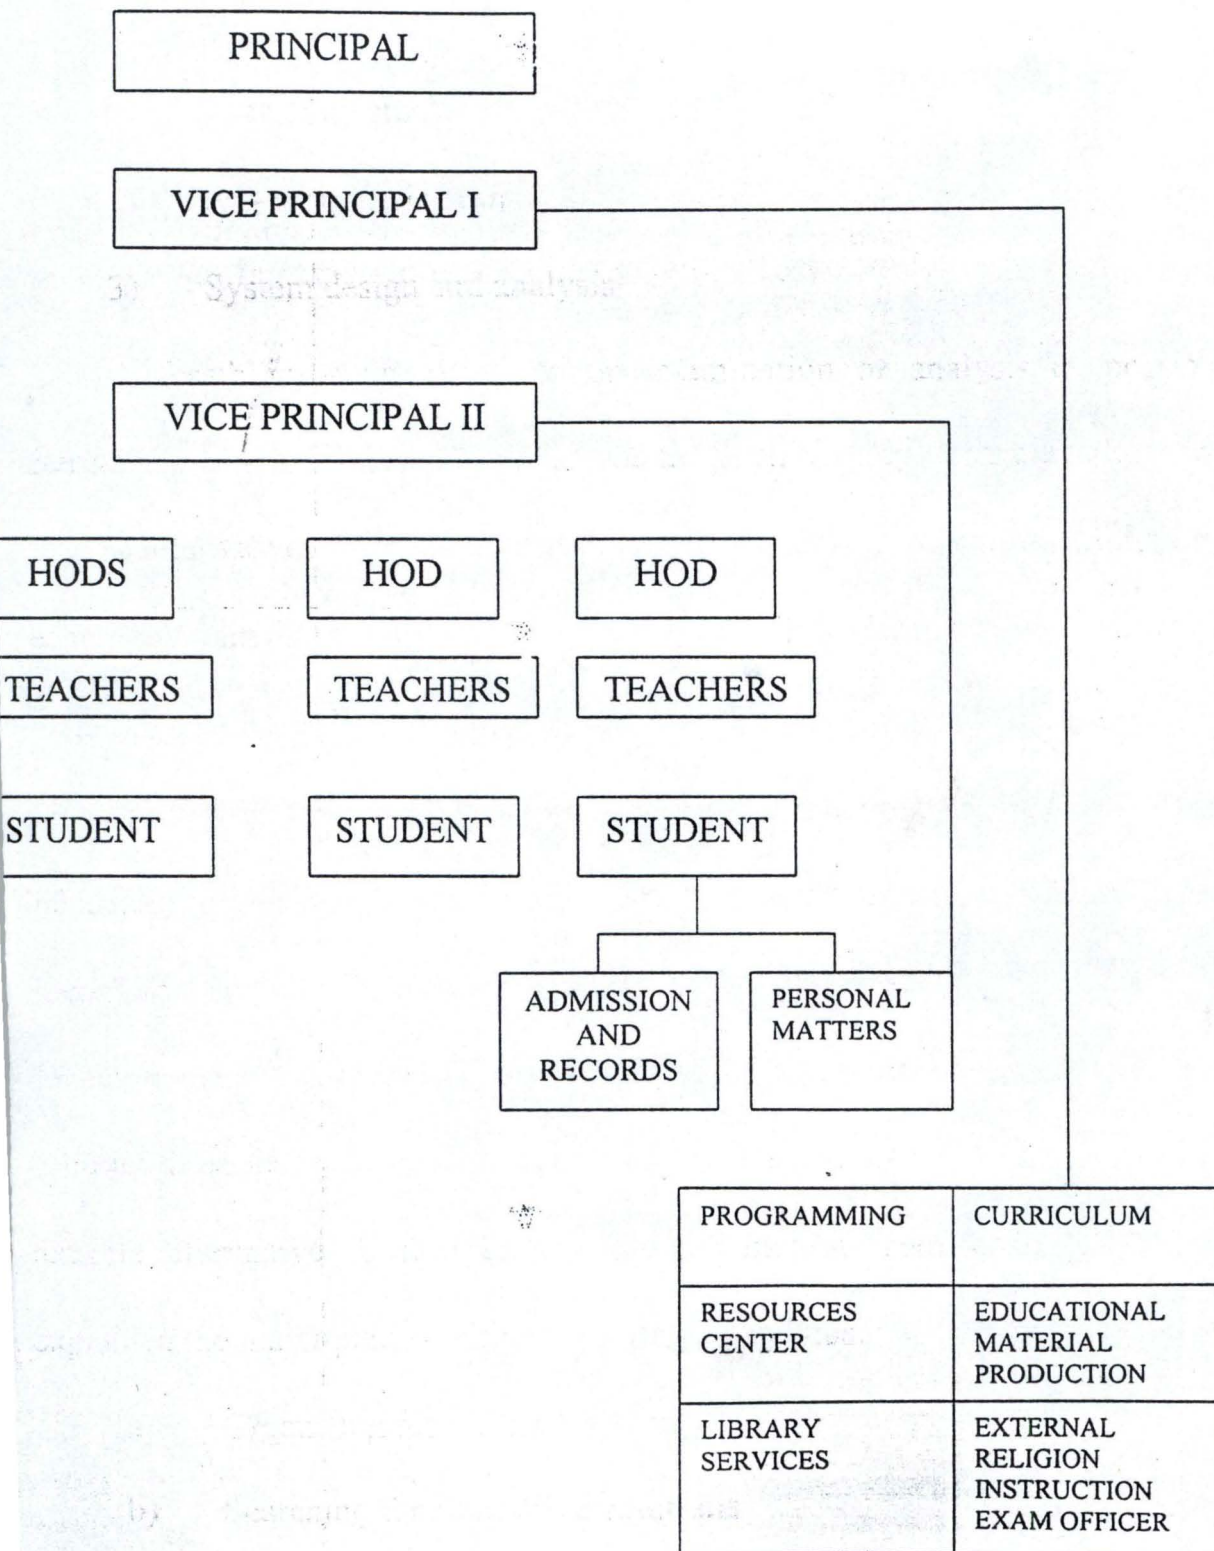 PRINCIPAL
VICE PRINCIPAL I
3) System design and analysis
VICE PRINCIPAL II
HODS HOD HOD
TEACHERS TEACHERS TEACHERS
STUDENT STUDENT STUDENT
ADMISSION
AND
RECORDS
PERSONAL
MATTERS
PROGRAMMING CURRICULUM
RESOURCES
CENTER
EDUCATIONAL
MATERIAL
PRODUCTION
LIBRARY
SERVICES
EXTERNAL
RELIGION
INSTRUCTION
EXAM OFFICER